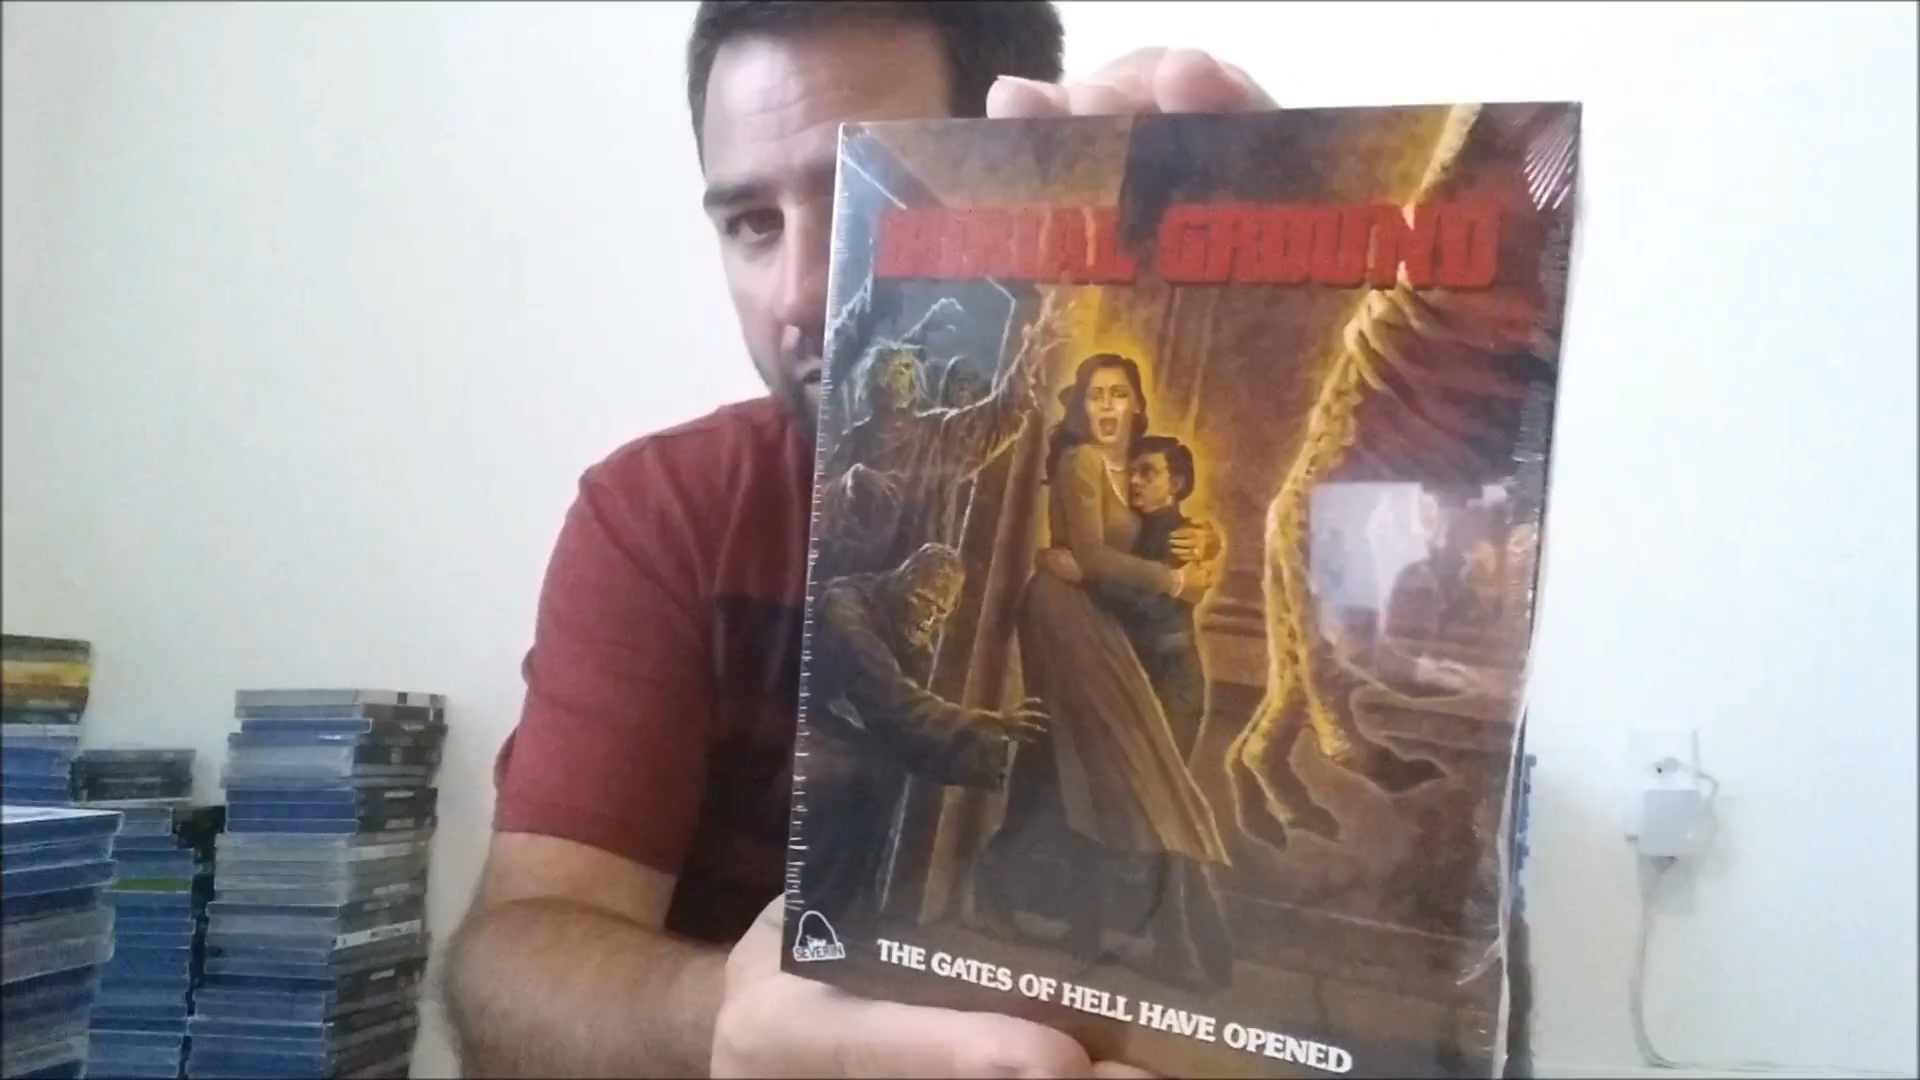 BURIAL GROUND
SEVERIN
THE GATES OF HELL HAVE OPENED